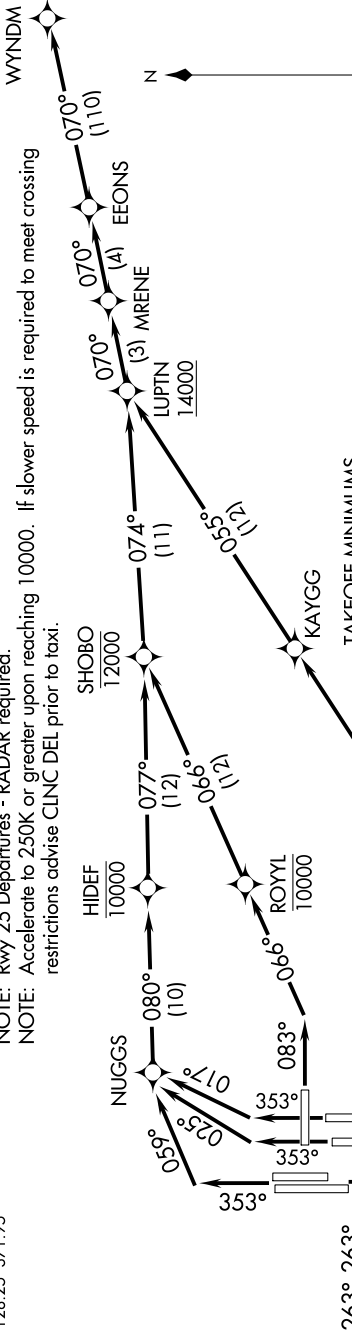 NOTE: Rwy 25 Departures - RADAR required.
NOTE: Accelerate to 250K or greater upon reaching 10000. If slower speed is required to meet crossing
restrictions advise CLNC DEL prior to taxi.
WYNDM
N
070°
(110)
EEONS
070°
(4)
MRENE
070°
(3)
LUPTN
14000
074°
(11)
055°
(12)
SHOBO
12000
KAYGG
TAKEOFF MINIMUMS
077°
(12)
066°
(12)
HIDEF
10000
ROYYL
10000
080°
(10)
066°
NUGGS
083°
017°
025°
059°
353°
353°
353°
263° 263°